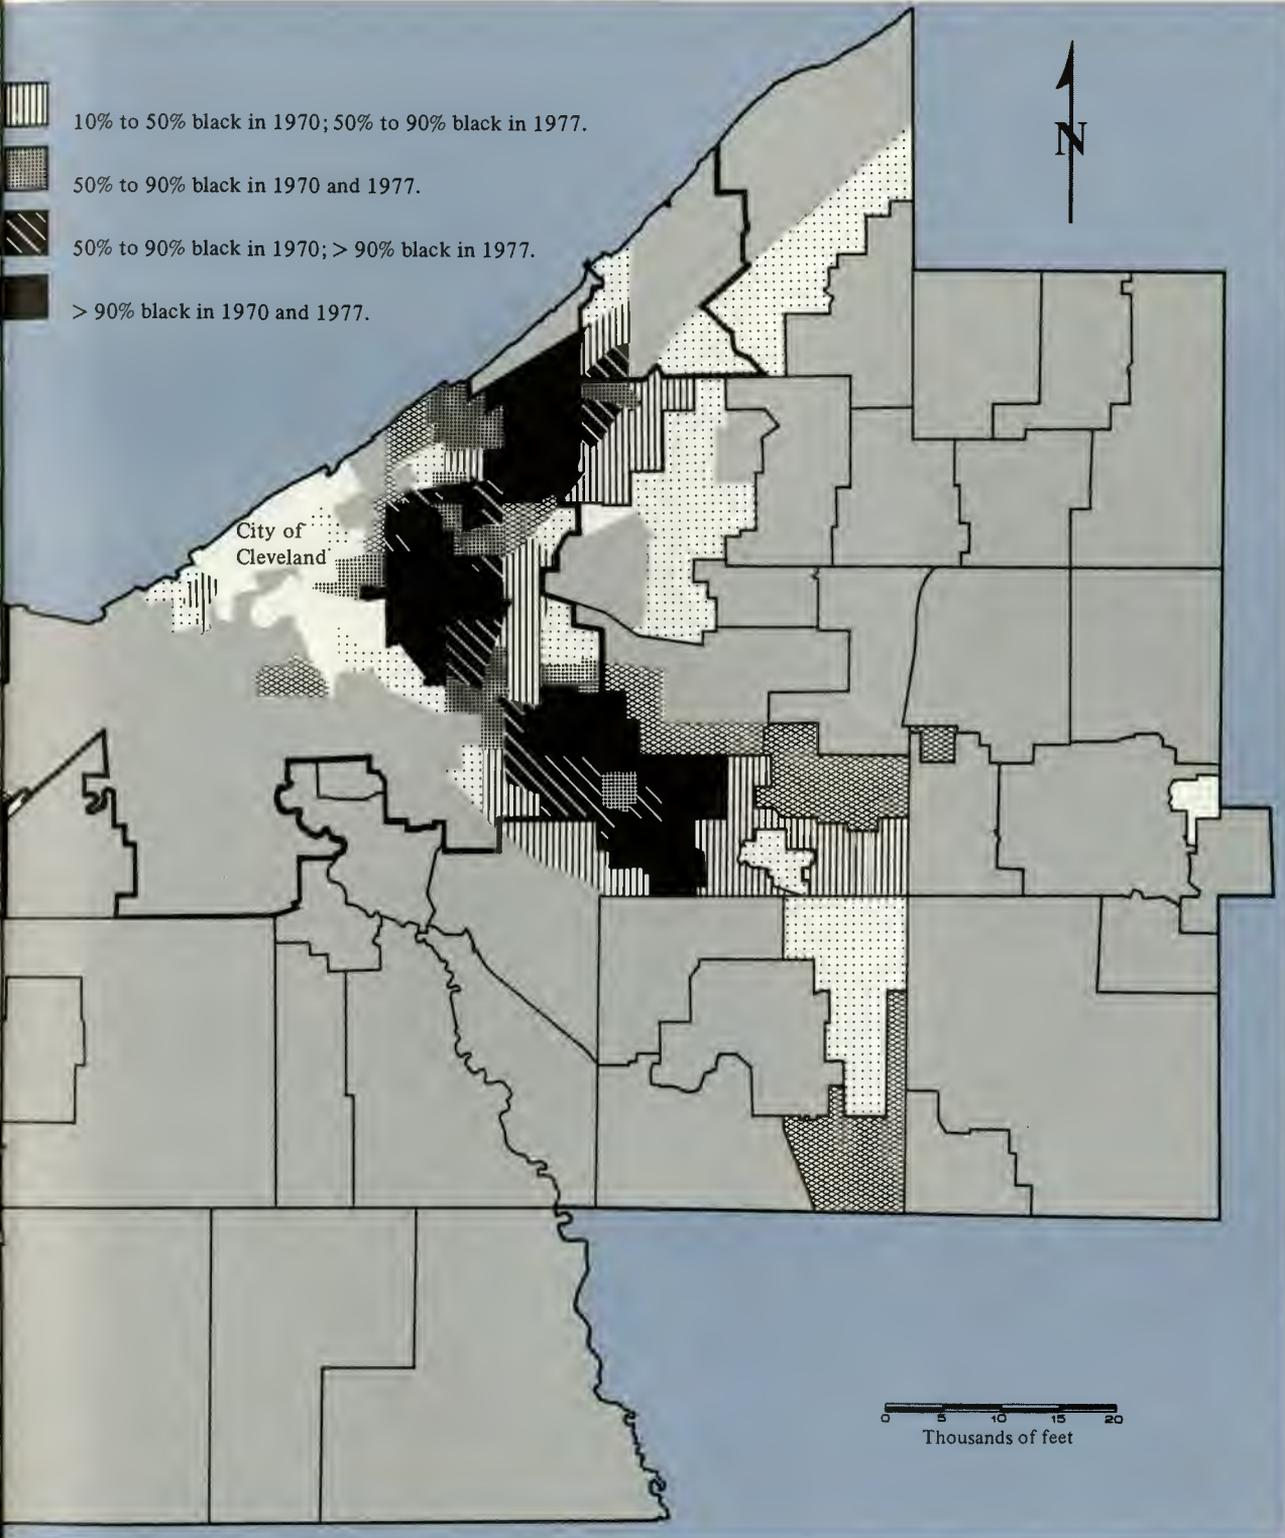 10% to 50% black in 1970; 50% to 90% black in 1977.
50% to 90% black in 1970 and 1977.
50% to 90% black in 1970; > 90% black in 1977.
> 90% black in 1970 and 1977.
N
City of
Cleveland
0 5 10 15 20
Thousands of feet